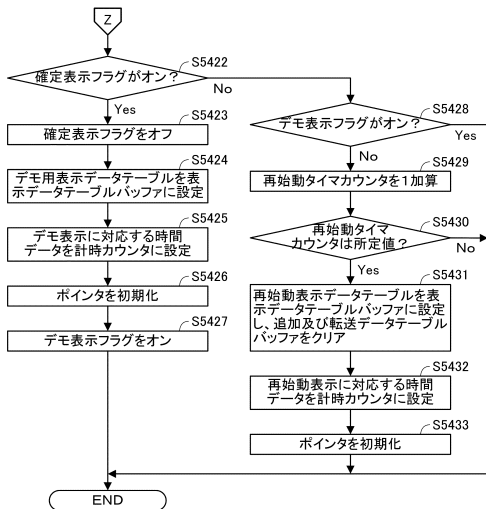 Z
S5422
確定表示フラグがオン？
No
Yes
S5423
確定表示フラグをオフ
S5424
デモ用表示データテーブルを表
示データテーブルバッファに設定
S5425
デモ表示に対応する時間
データを計時カウンタに設定
S5426
ポインタを初期化
S5427
デモ表示フラグをオン
S5428
デモ表示フラグがオン？
Yes
No
S5429
再始動タイマカウンタを1加算
S5430
再始動タイマ
カウンタは所定値？
No
Yes
S5431
再始動表示データテーブルを表
示データテーブルバッファに設定
し、追加及び転送データテーブル
バッファをクリア
S5432
再始動表示に対応する時間
データを計時カウンタに設定
S5433
ポインタを初期化
END